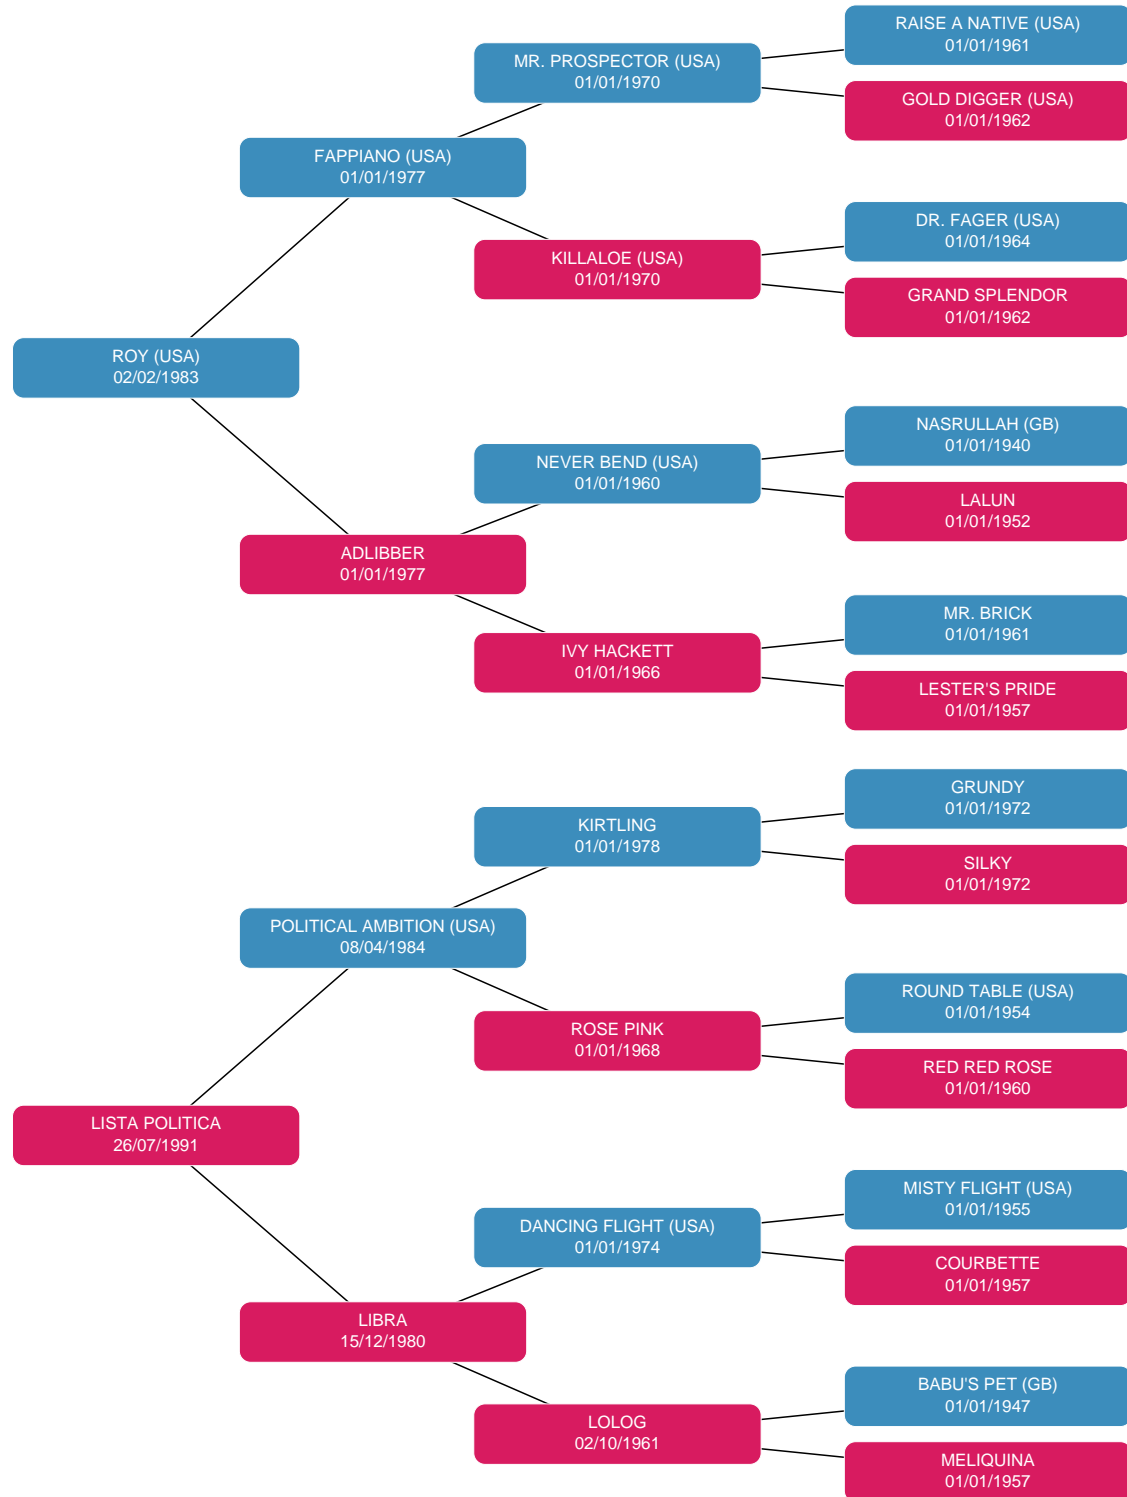 RAISE A NATIVE (USA)
01/01/1961
MR. PROSPECTOR (USA)
01/01/1970
GOLD DIGGER (USA)
01/01/1962
FAPPIANO (USA)
01/01/1977
DR. FAGER (USA)
01/01/1964
KILLALOE (USA)
01/01/1970
GRAND SPLENDOR
01/01/1962
ROY (USA)
02/02/1983
NASRULLAH (GB)
01/01/1940
NEVER BEND (USA)
01/01/1960
LALUN
01/01/1952
ADLIBBER
01/01/1977
MR. BRICK
01/01/1961
IVY HACKETT
01/01/1966
LESTER'S PRIDE
01/01/1957
GRUNDY
01/01/1972
KIRTLING
01/01/1978
SILKY
01/01/1972
POLITICAL AMBITION (USA)
08/04/1984
ROUND TABLE (USA)
01/01/1954
ROSE PINK
01/01/1968
RED RED ROSE
01/01/1960
LISTA POLITICA
26/07/1991
MISTY FLIGHT (USA)
01/01/1955
DANCING FLIGHT (USA)
01/01/1974
COURBETTE
01/01/1957
LIBRA
15/12/1980
BABU'S PET (GB)
01/01/1947
LOLOG
02/10/1961
MELIQUINA
01/01/1957